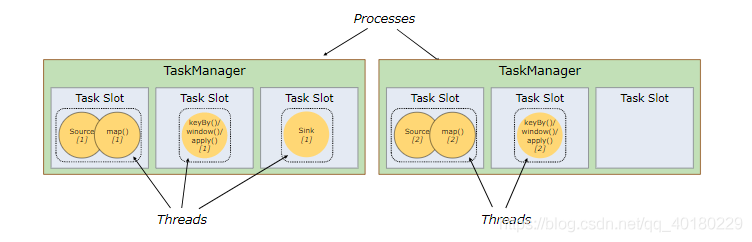 Processes
TaskManager
TaskManager
Task Slot
Task Slot
Task Slot
Task Slot
Task Slot
Task Slot
Source
[1]
map()
[1]
keyBy()/
window()/
apply()
[1]
Sink
[1]
Source
[2]
map()
[2]
keyBy()/
window()/
apply()
[2]
Threads
Threads
https://blog.csdn.net/qq_40180229